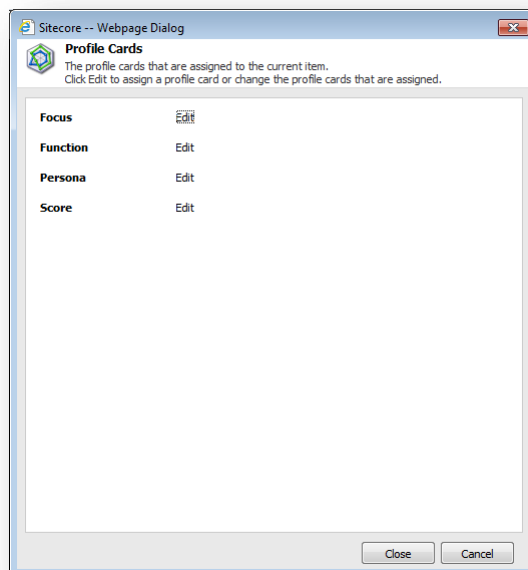 Sitecore -- Webpage Dialog
Profile Cards
The profile cards that are assigned to the current item.
Click Edit to assign a profile card or change the profile cards that are assigned.
Focus Edit
Function Edit
Persona Edit
Score Edit
Close Cancel